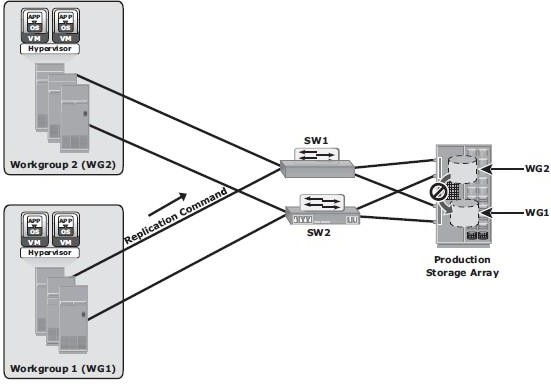 APP APP
OS OS
VM VM
Hypervisor
Workgroup 2 (WG2)
SW1
WG2
Replication Command
WG1
SW2
APP APP
OS OS
VM VM
Hypervisor
Production
Storage Array
Workgroup 1 (WG1)